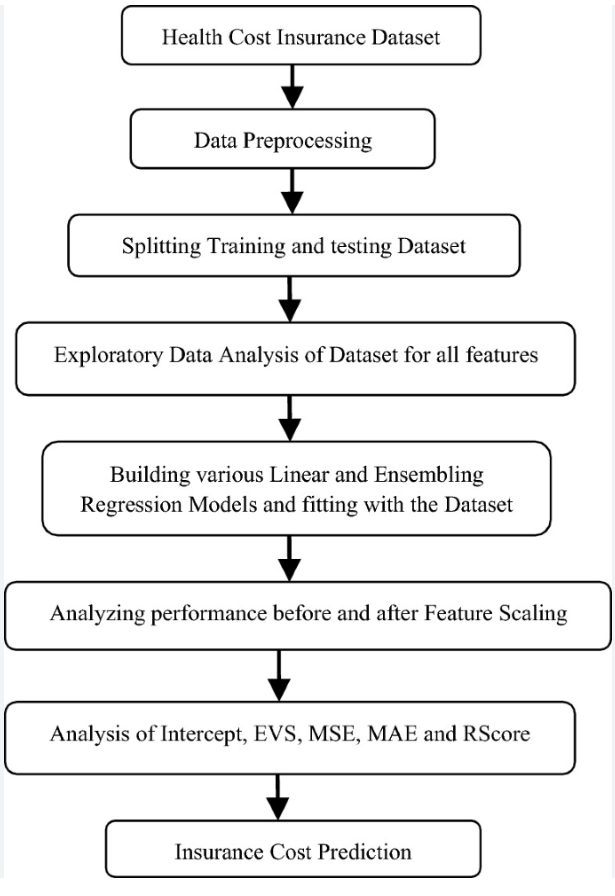 Health Cost Insurance Dataset
Data Preprocessing
Splitting Training and testing Dataset
Exploratory Data Analysis of Dataset for all features
Building various Linear and Ensembling
Regression Models and fitting with the Dataset
Analyzing performance before and after Feature Scaling
Analysis of Intercept, EVS, MSE, MAE and RScore
Insurance Cost Prediction